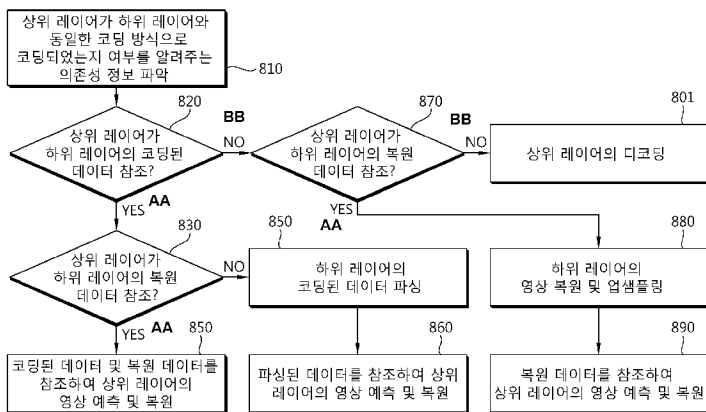 상위 레이어가 하위 레이어와
동일한 코딩 방식으로
코딩되었는지 여부를 알려주는
의존성 정보 파악
810
820
상위 레이어가
하위 레이어의 코딩된
데이터 참조?
BB
NO
870
상위 레이어가
하위 레이어의 복원
데이터 참조?
BB
NO
801
상위 레이어의 디코딩
YES AA
YES
AA
830
상위 레이어가
하위 레이어의 복원
데이터 참조?
NO
850
하위 레이어의
코딩된 데이터 파싱
880
하위 레이어의
영상 복원 및 업샘플링
YES AA
850
코딩된 데이터 및 복원 데이터를
참조하여 상위 레이어의
영상 예측 및 복원
860
파싱된 데이터를 참조하여 상위
레이어의 영상 예측 및 복원
890
복원 데이터를 참조하여
상위 레이어의 영상 예측 및 복원